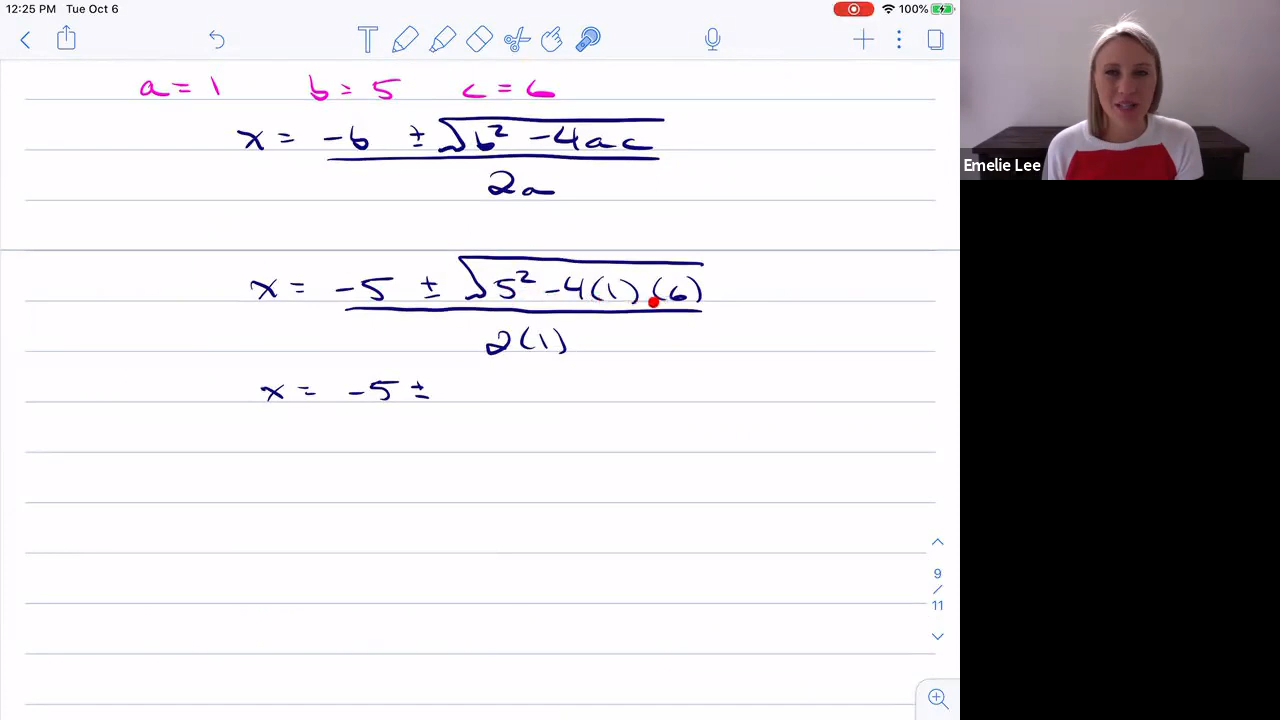 12:25 PM Tue Oct 6 100%
a = 1 b = 5 c = 6
x = -b ± √b² - 4ac
2a
x = -5 ± √5² - 4(1)(6)
2(1)
x = -5 ±
Emelie Lee
9
/
11